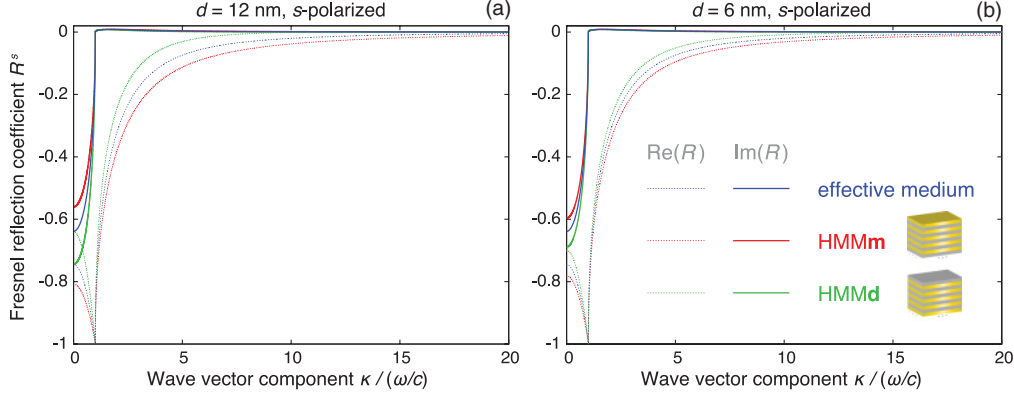 d = 12 nm, s-polarized
(a)
Fresnel reflection coefficient Rˢ
0
-0.2
-0.4
-0.6
-0.8
-1
0
5
10
15
20
Wave vector component κ / (ω/c)
d = 6 nm, s-polarized
(b)
0
-0.2
-0.4
-0.6
-0.8
-1
Re(R) Im(R)
effective medium
HMMm
HMMd
0
5
10
15
20
Wave vector component κ / (ω/c)